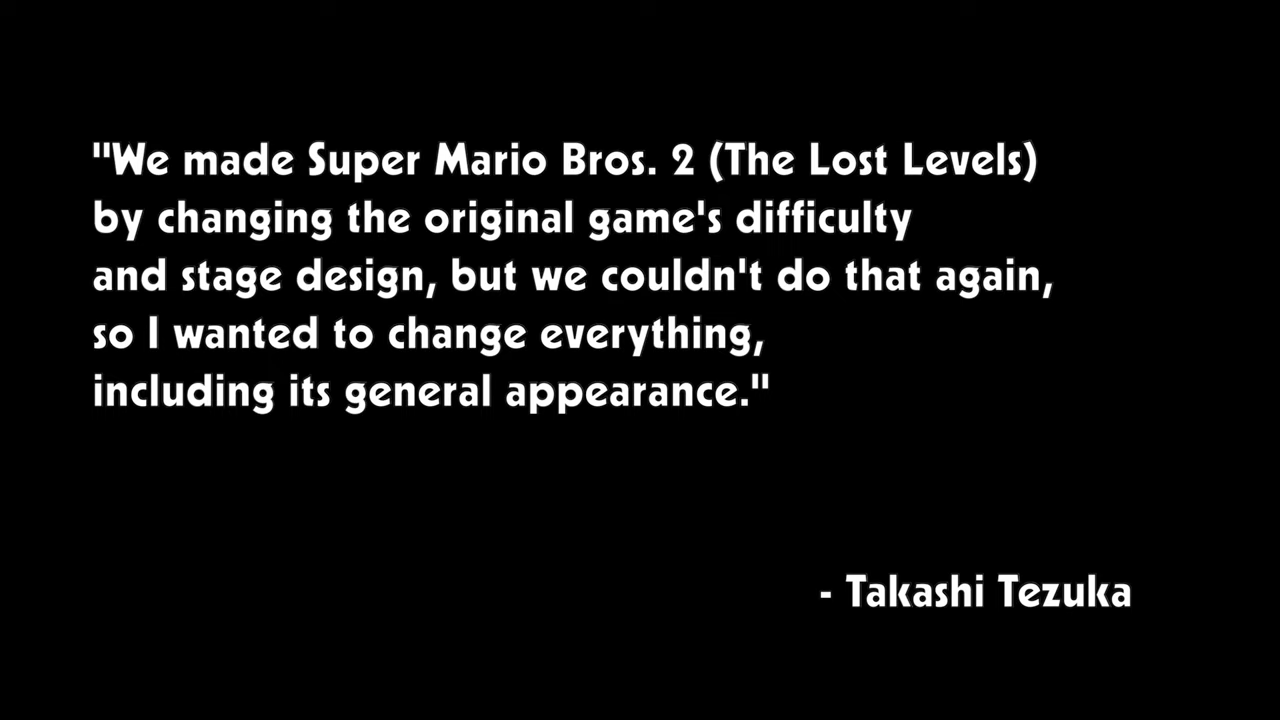 "We made Super Mario Bros. 2 (The Lost Levels)
by changing the original game's difficulty
and stage design, but we couldn't do that again,
so I wanted to change everything,
including its general appearance."
- Takashi Tezuka